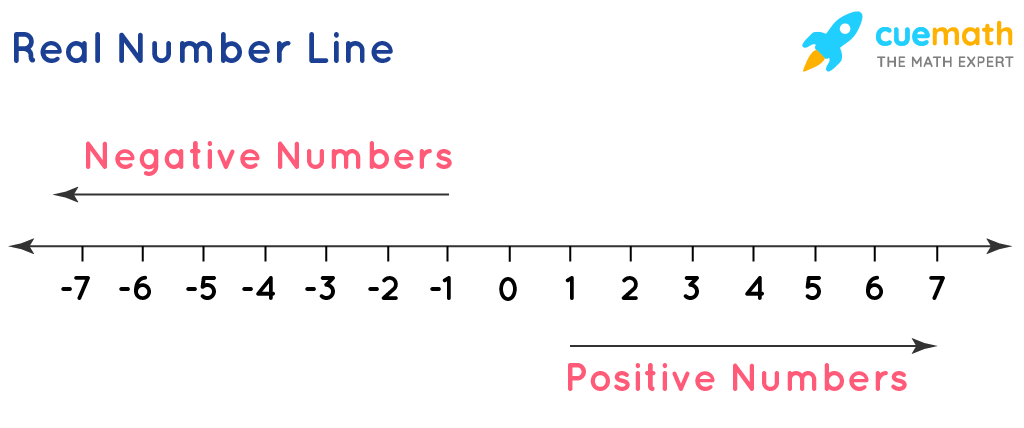 Real Number Line
cuemath
THE MATH EXPERT
Negative Numbers
-7 -6 -5 -4 -3 -2 -1 0 1 2 3 4 5 6 7
Positive Numbers